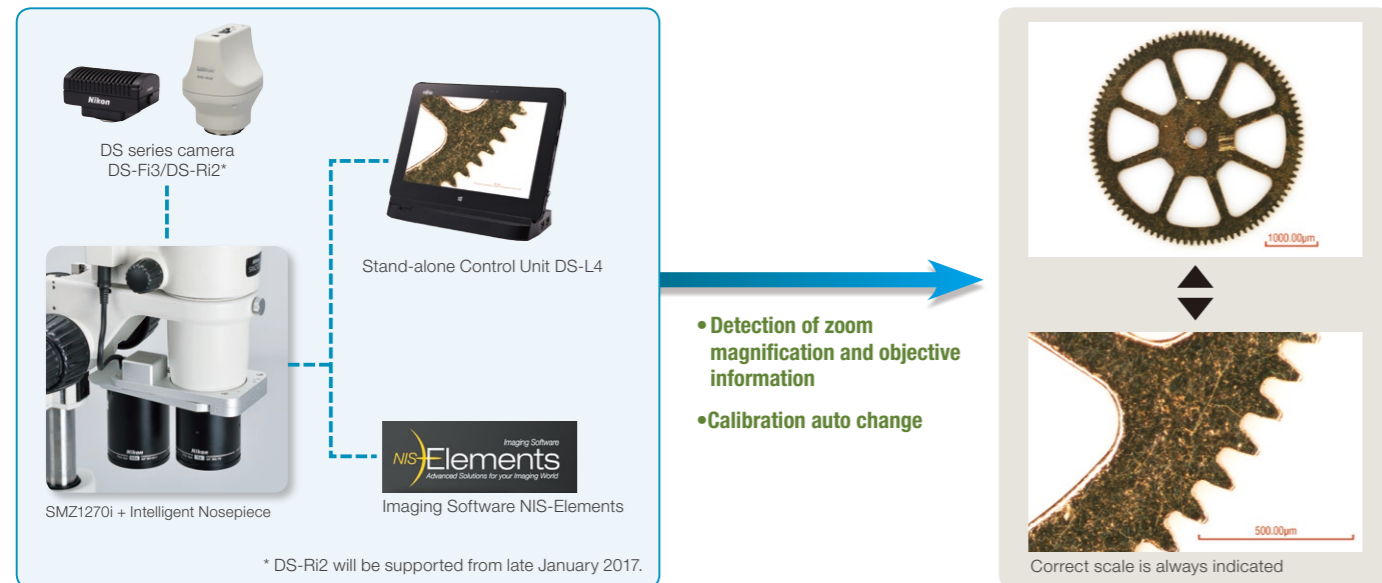 Nikon
DS series camera
DS-Fi3/DS-Ri2*
FUJITSU
Stand-alone Control Unit DS-L4
Nikon
Nikon
SMZ1270i + Intelligent Nosepiece
Imaging Software
NIS-Elements
Advanced Solutions for your Imaging World
Imaging Software NIS-Elements
* DS-Ri2 will be supported from late January 2017.
• Detection of zoom
magnification and objective
information
•Calibration auto change
1000.00µm
500.00µm
Correct scale is always indicated